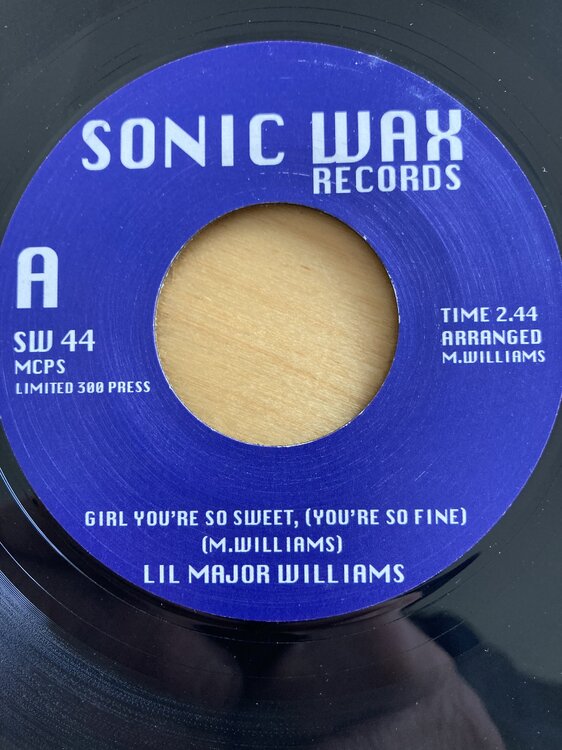 SONIC WAX
RECORDS
A
SW 44
MCPS
LIMITED 300 PRESS
TIME 2.44
ARRANGED
M.WILLIAMS
GIRL YOU'RE SO SWEET, (YOU'RE SO FINE)
(M.WILLIAMS)
LIL MAJOR WILLIAMS